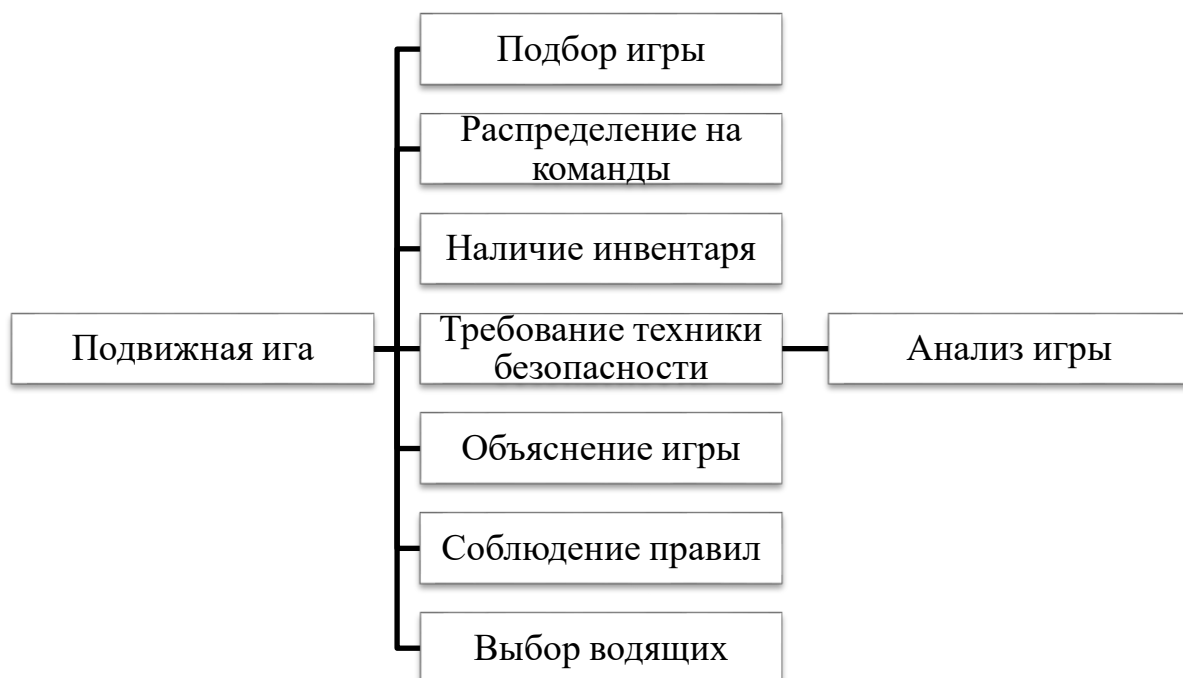 Подбор игры
Распределение на
команды
Наличие инвентаря
Подвижная ига
Требование техники
безопасности
Анализ игры
Объяснение игры
Соблюдение правил
Выбор водящих